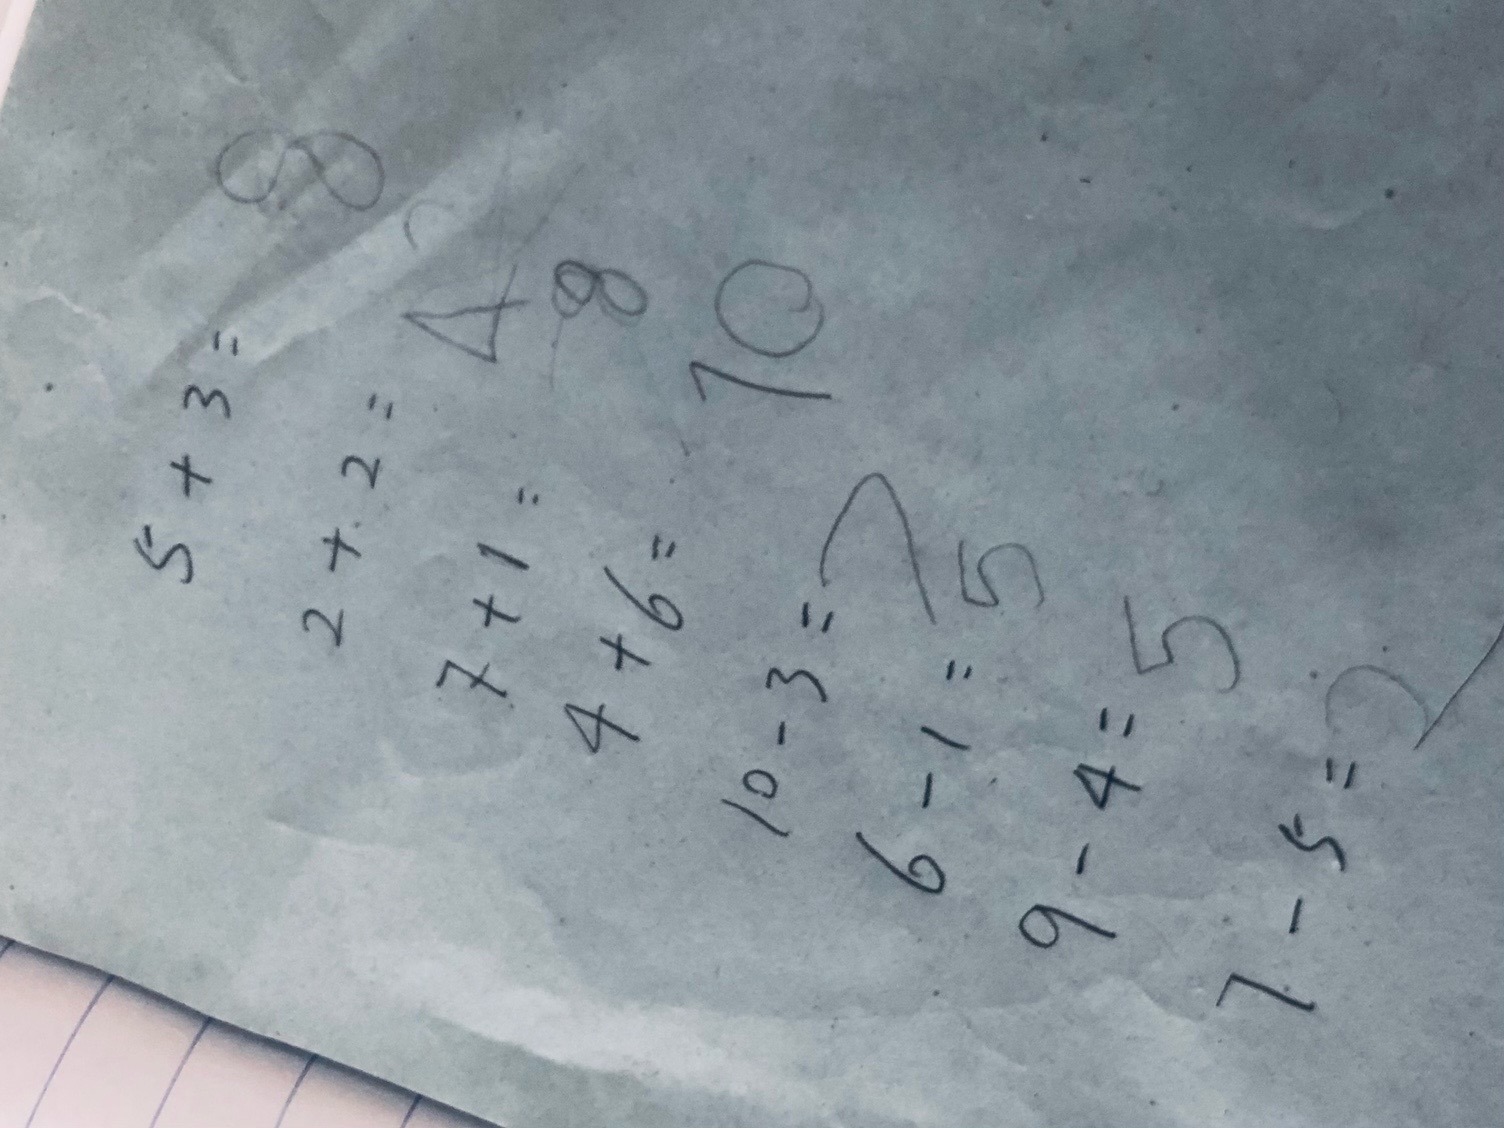 5 + 3 = 8
2 + 2 = 4
7 + 1 = 8
4 + 6 = 10
10 - 3 = 7
6 - 1 = 5
9 - 4 = 5
7 - 5 = 2